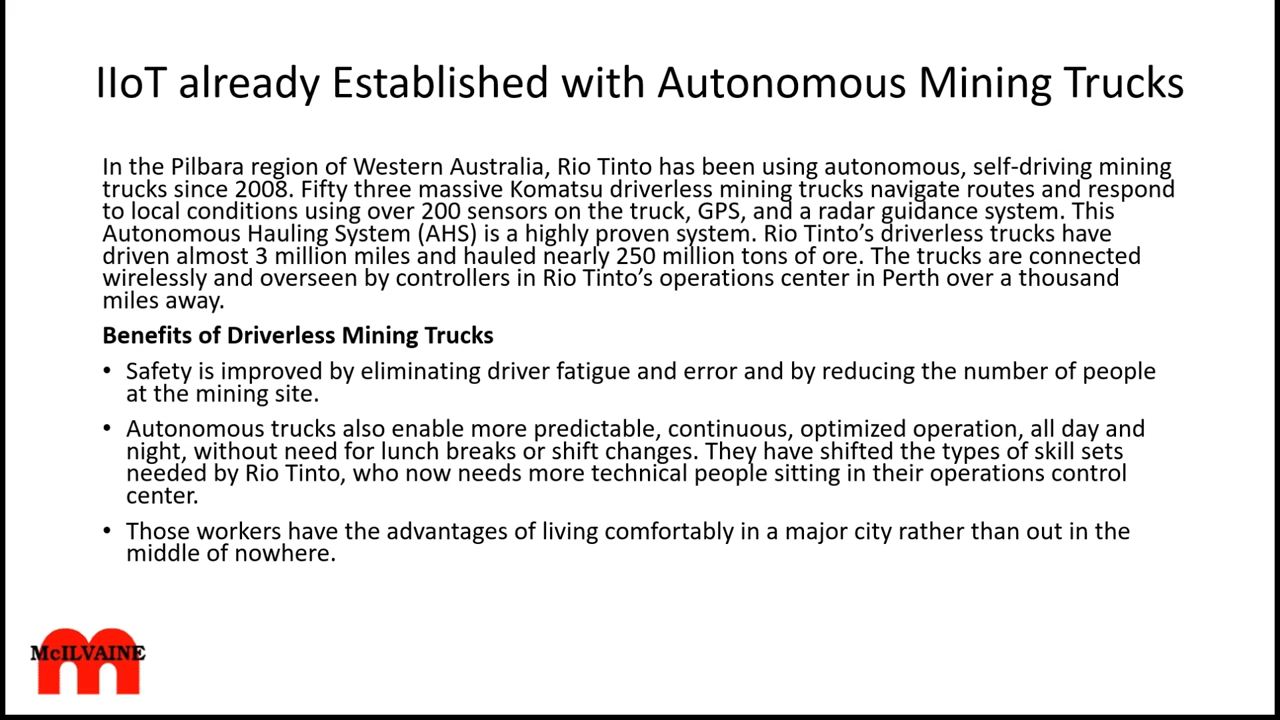 IIoT already Established with Autonomous Mining Trucks
In the Pilbara region of Western Australia, Rio Tinto has been using autonomous, self-driving mining
trucks since 2008. Fifty three massive Komatsu driverless mining trucks navigate routes and respond
to local conditions using over 200 sensors on the truck, GPS, and a radar guidance system. This
Autonomous Hauling System (AHS) is a highly proven system. Rio Tinto’s driverless trucks have
driven almost 3 million miles and hauled nearly 250 million tons of ore. The trucks are connected
wirelessly and overseen by controllers in Rio Tinto’s operations center in Perth over a thousand
miles away.
Benefits of Driverless Mining Trucks
• Safety is improved by eliminating driver fatigue and error and by reducing the number of people
at the mining site.
• Autonomous trucks also enable more predictable, continuous, optimized operation, all day and
night, without need for lunch breaks or shift changes. They have shifted the types of skill sets
needed by Rio Tinto, who now needs more technical people sitting in their operations control
center.
• Those workers have the advantages of living comfortably in a major city rather than out in the
middle of nowhere.
McILVAINE